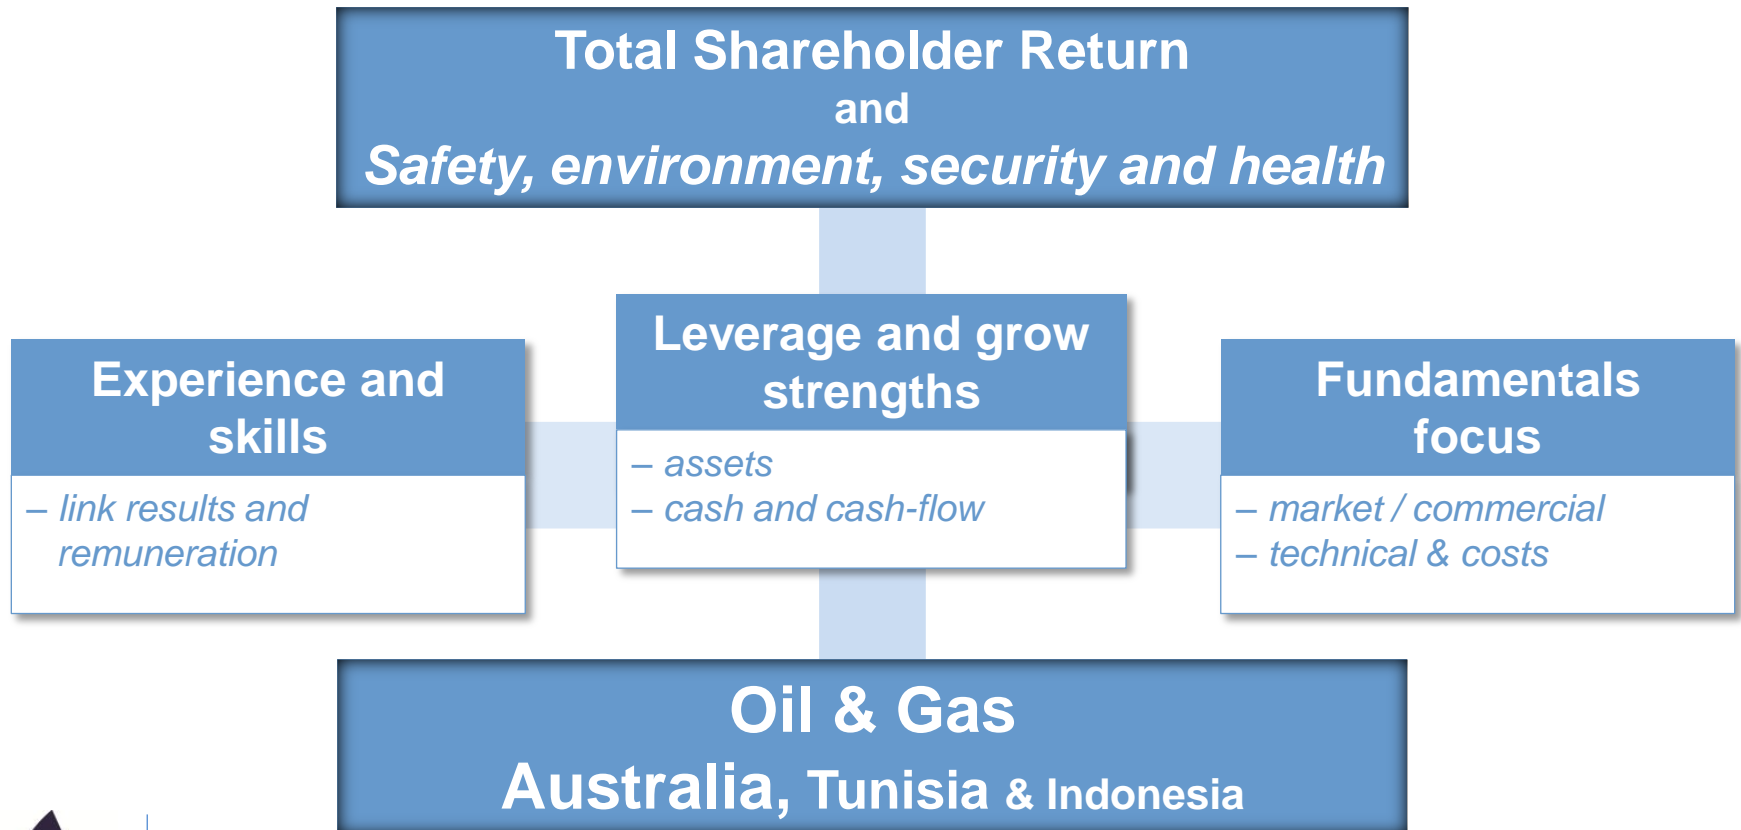 Total Shareholder Return
and
Safety, environment, security and health
Experience and
skills
– link results and
remuneration
Leverage and grow
strengths
– assets
– cash and cash-flow
Fundamentals
focus
– market / commercial
– technical & costs
Oil & Gas
Australia, Tunisia & Indonesia